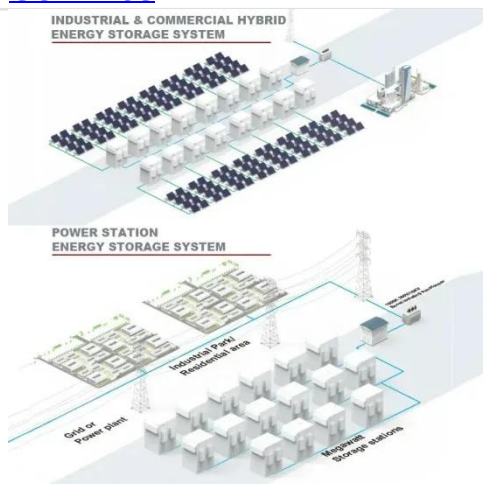 INDUSTRIAL & COMMERCIAL HYBRID
ENERGY STORAGE SYSTEM
POWER STATION
ENERGY STORAGE SYSTEM
Industrial Park/
Residential area
Grid or
Power plant
Megawatt
Storage stations